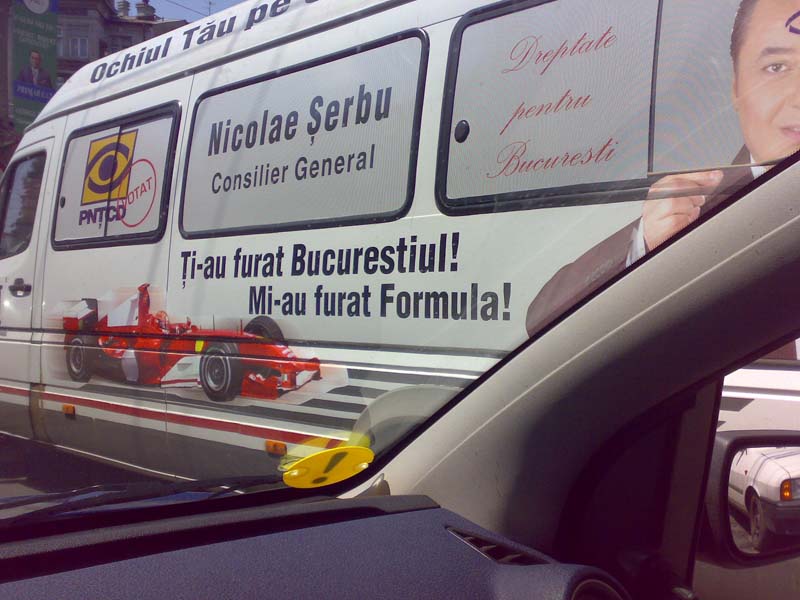 Ochiul Tău pe
Nicolae Șerbu
Consilier General
Dreptate
pentru
Bucuresti
PNȚCD
VOTAT
Ți-au furat Bucurestiul!
Mi-au furat Formula!
!